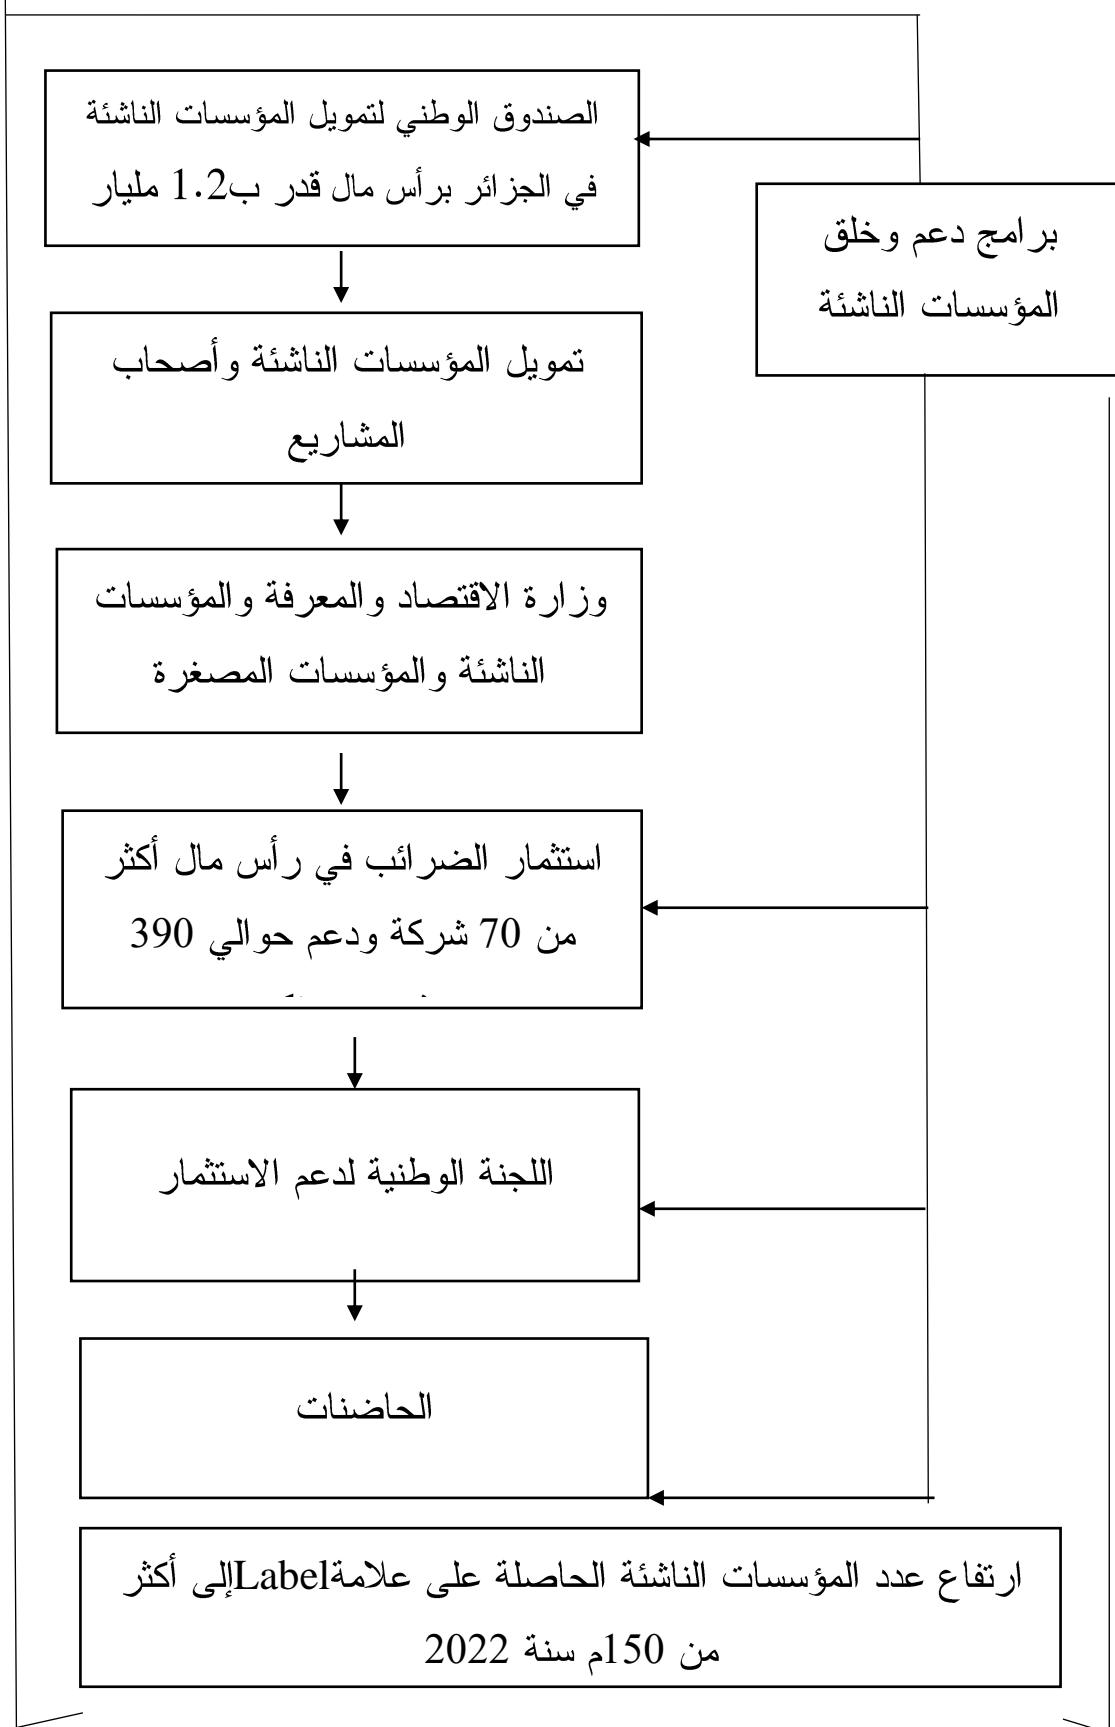 الصندوق الوطني لتمويل المؤسسات الناشئة
في الجزائر برأس مال قدر ب1.2 مليار
برامج دعم وخلق
المؤسسات الناشئة
تمويل المؤسسات الناشئة وأصحاب
المشاريع
وزارة الاقتصاد والمعرفة والمؤسسات
الناشئة والمؤسسات المصغرة
استثمار الضرائب في رأس مال أكثر
من 70 شركة ودعم حوالي 390
اللجنة الوطنية لدعم الاستثمار
الحاضنات
ارتفاع عدد المؤسسات الناشئة الحاصلة على علامةLabelإلى أكثر
من 150م سنة 2022